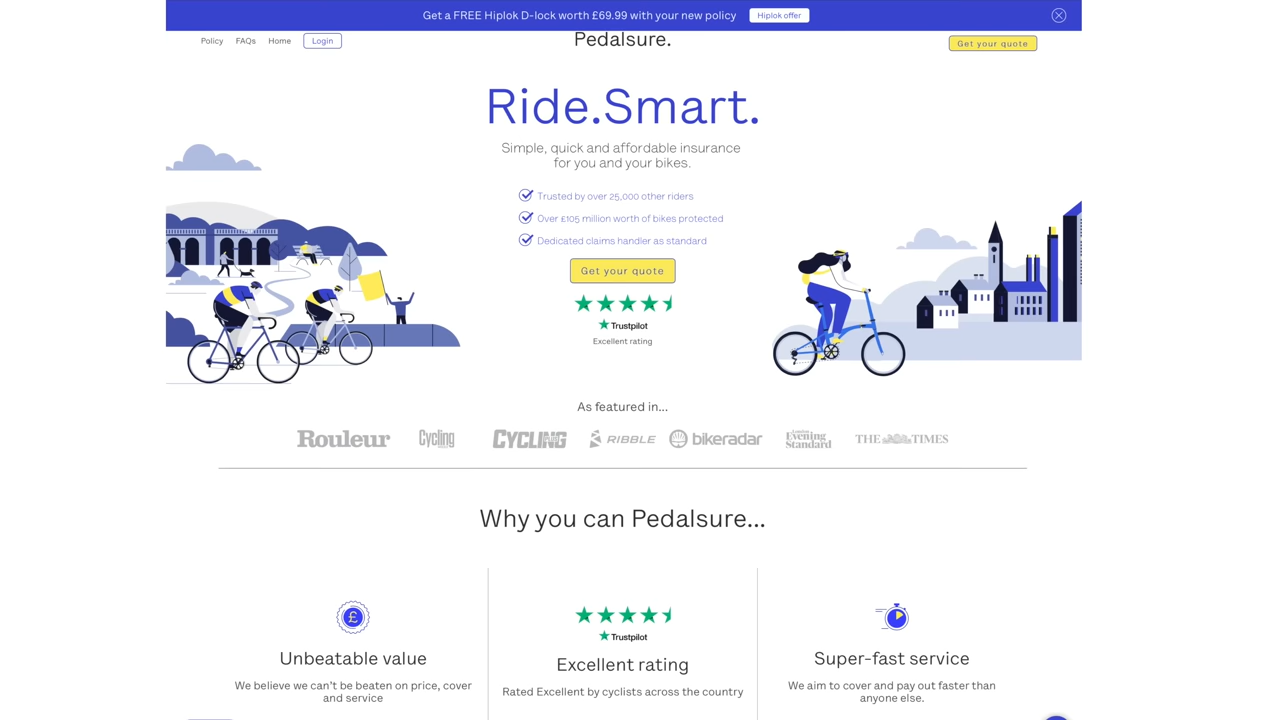 Get a FREE Hiplok D-lock worth £69.99 with your new policy
Hiplok offer
Policy
FAQs
Home
Login
Pedalsure.
Get your quote
Ride.Smart.
Simple, quick and affordable insurance
for you and your bikes.
Trusted by over 25,000 other riders
Over £105 million worth of bikes protected
Dedicated claims handler as standard
Get your quote
Trustpilot
Excellent rating
As featured in...
Rouleur
Cycling
CYCLING
RIBBLE
bikeradar
London
Evening
Standard
THE TIMES
Why you can Pedalsure...
£
Unbeatable value
We believe we can't be beaten on price, cover
and service
Trustpilot
Excellent rating
Rated Excellent by cyclists across the country
Super-fast service
We aim to cover and pay out faster than
anyone else.